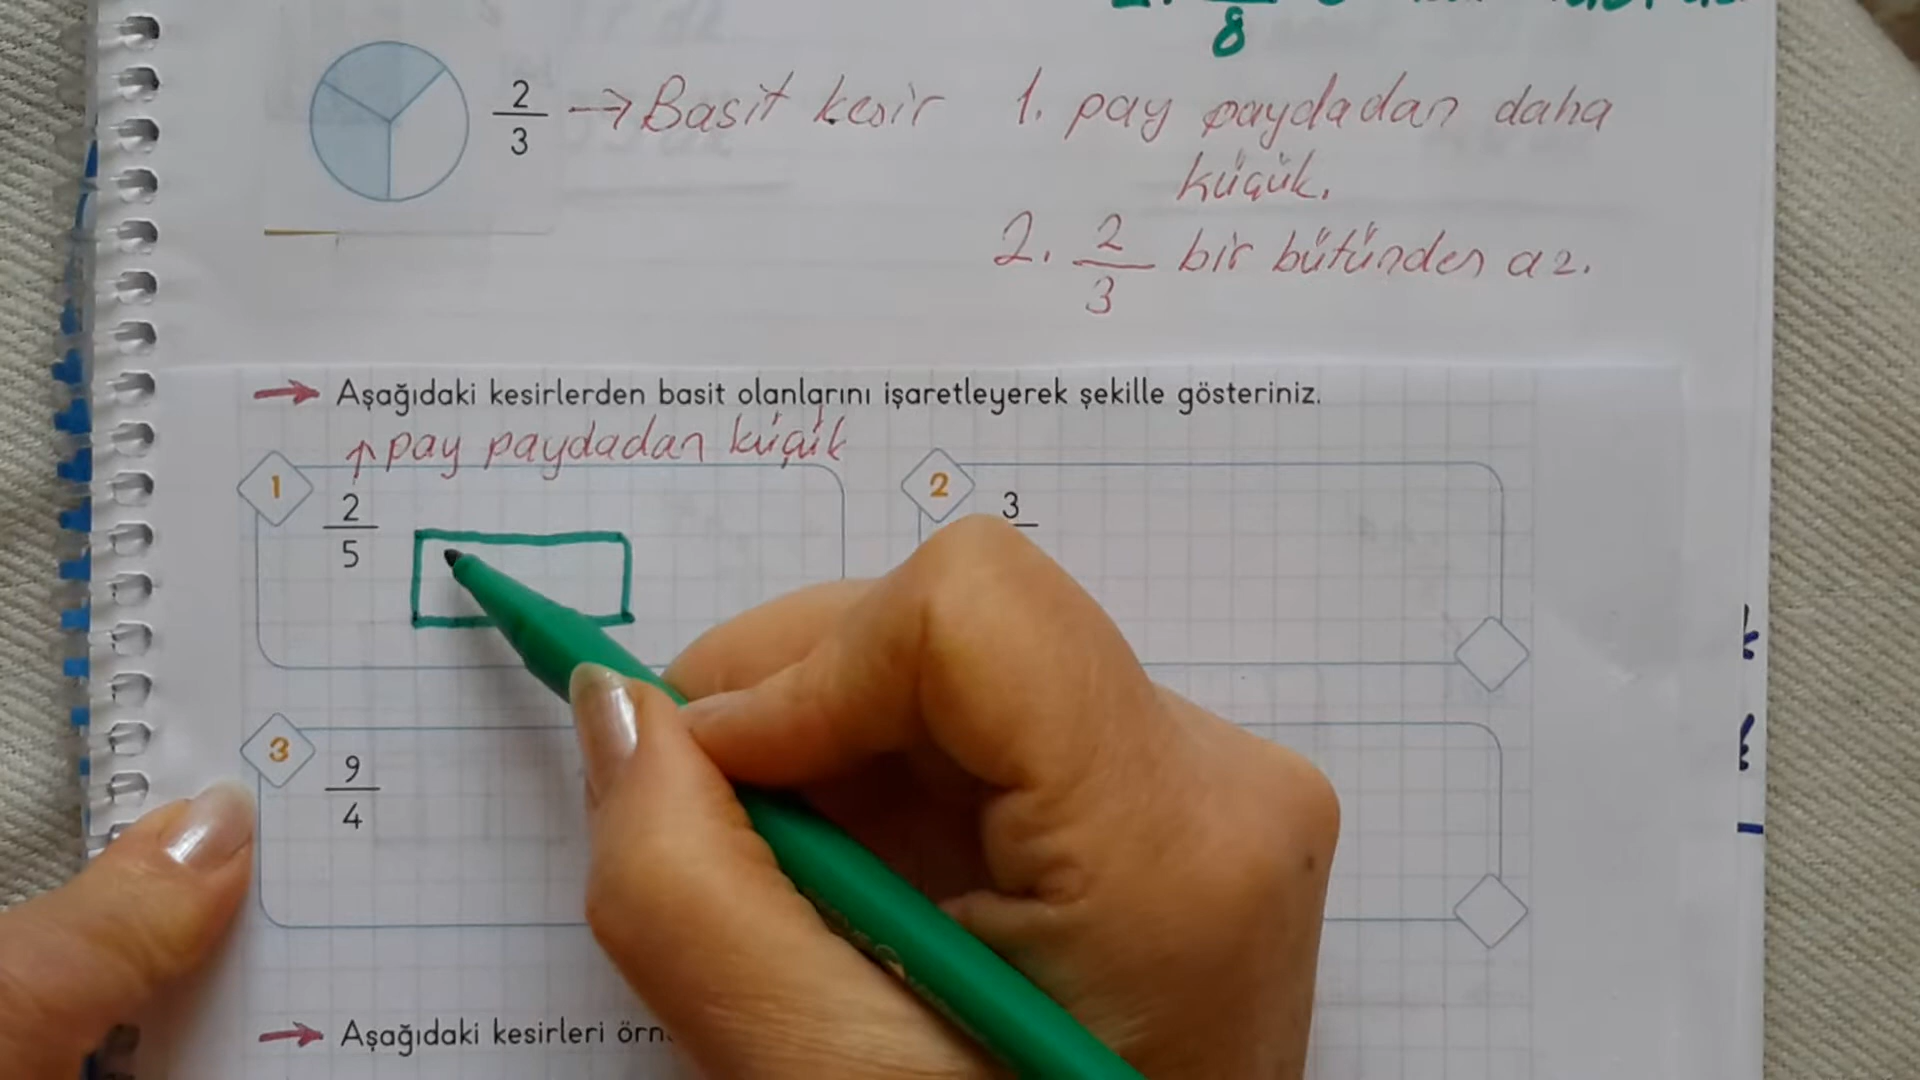 8
2
3
→ Basit kesir
1. pay paydadan daha
küçük.
2. 2/3 bir bütünden az.
→ Aşağıdaki kesirlerden basit olanlarını işaretleyerek şekille gösteriniz.
↑ pay paydadan küçük
1
2
5
2
3
3
9
4
→ Aşağıdaki kesirleri